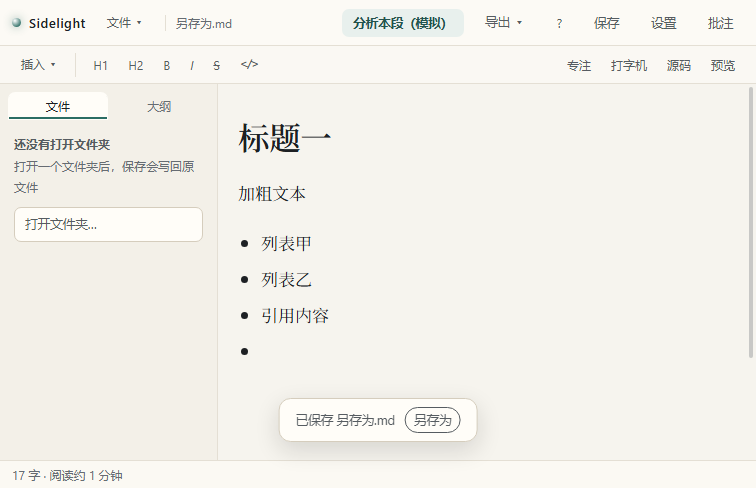 Sidelight 文件 ▾ 另存为.md 分析本段（模拟） 导出 ▾ ? 保存 设置 批注
插入 ▾ H1 H2 B I S </> 专注 打字机 源码 预览
文件 大纲
还没有打开文件夹
打开一个文件夹后，保存会写回原
文件
打开文件夹...
标题一
加粗文本
列表甲
列表乙
引用内容
已保存 另存为.md 另存为
17 字 · 阅读约 1 分钟